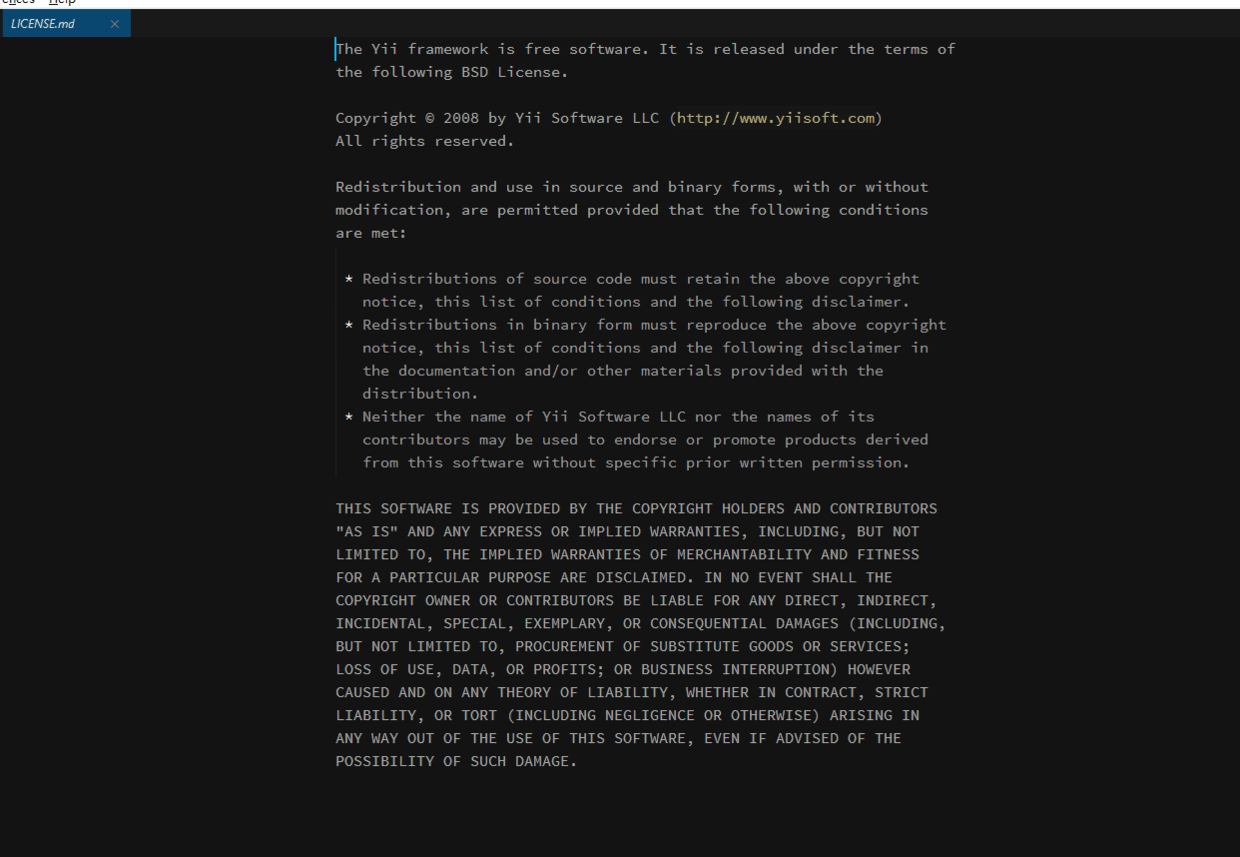 Help
LICENSE.md ×
The Yii framework is free software. It is released under the terms of
the following BSD License.
Copyright © 2008 by Yii Software LLC (http://www.yiisoft.com)
All rights reserved.
Redistribution and use in source and binary forms, with or without
modification, are permitted provided that the following conditions
are met:
* Redistributions of source code must retain the above copyright
notice, this list of conditions and the following disclaimer.
* Redistributions in binary form must reproduce the above copyright
notice, this list of conditions and the following disclaimer in
the documentation and/or other materials provided with the
distribution.
* Neither the name of Yii Software LLC nor the names of its
contributors may be used to endorse or promote products derived
from this software without specific prior written permission.
THIS SOFTWARE IS PROVIDED BY THE COPYRIGHT HOLDERS AND CONTRIBUTORS
"AS IS" AND ANY EXPRESS OR IMPLIED WARRANTIES, INCLUDING, BUT NOT
LIMITED TO, THE IMPLIED WARRANTIES OF MERCHANTABILITY AND FITNESS
FOR A PARTICULAR PURPOSE ARE DISCLAIMED. IN NO EVENT SHALL THE
COPYRIGHT OWNER OR CONTRIBUTORS BE LIABLE FOR ANY DIRECT, INDIRECT,
INCIDENTAL, SPECIAL, EXEMPLARY, OR CONSEQUENTIAL DAMAGES (INCLUDING,
BUT NOT LIMITED TO, PROCUREMENT OF SUBSTITUTE GOODS OR SERVICES;
LOSS OF USE, DATA, OR PROFITS; OR BUSINESS INTERRUPTION) HOWEVER
CAUSED AND ON ANY THEORY OF LIABILITY, WHETHER IN CONTRACT, STRICT
LIABILITY, OR TORT (INCLUDING NEGLIGENCE OR OTHERWISE) ARISING IN
ANY WAY OUT OF THE USE OF THIS SOFTWARE, EVEN IF ADVISED OF THE
POSSIBILITY OF SUCH DAMAGE.